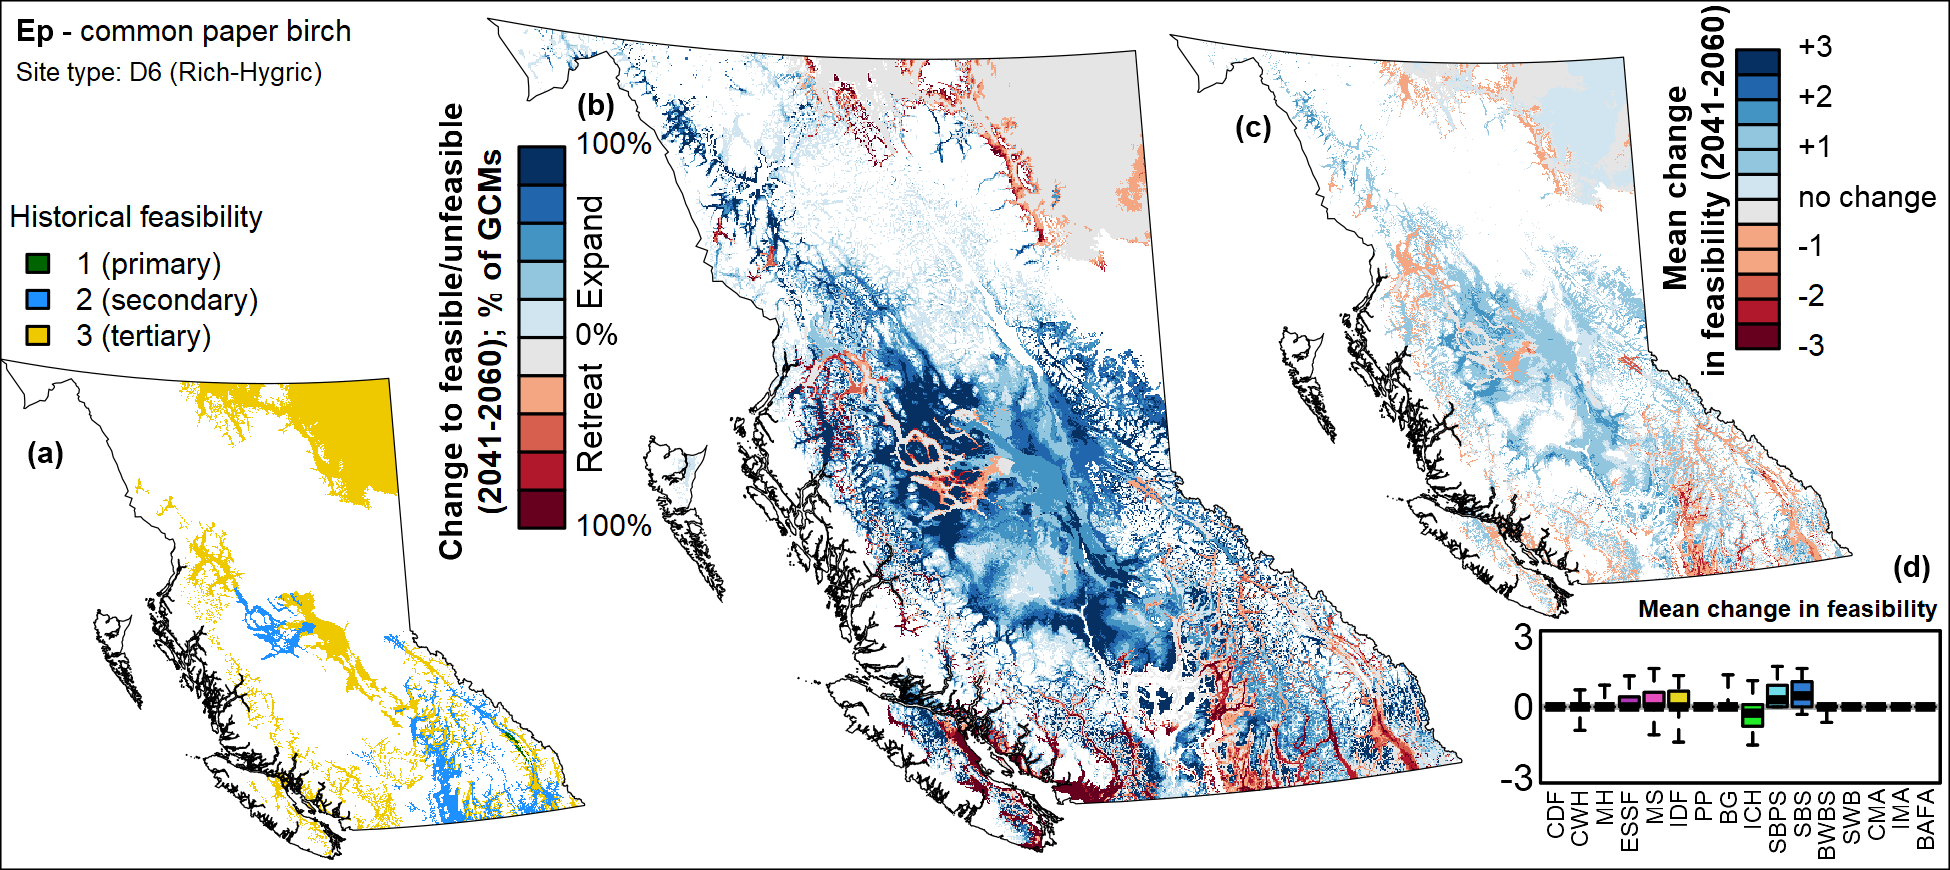 Ep - common paper birch
Site type: D6 (Rich-Hygric)
Historical feasibility
1 (primary)
2 (secondary)
3 (tertiary)
(a)
(b)
Change to feasible/unfeasible
(2041-2060); % of GCMs
100%
Expand
0%
Retreat
100%
(c)
Mean change
in feasibility (2041-2060)
+3
+2
+1
no change
-1
-2
-3
(d)
Mean change in feasibility
3
0
-3
CDF
CWH
MH
ESSF
MS
IDF
PP
BG
ICH
SBPS
SBS
BWBS
SWB
CMA
IMA
BAFA